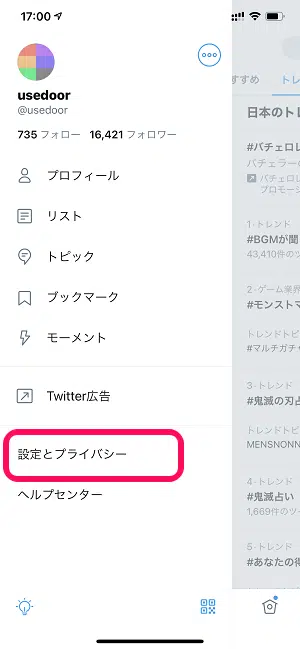 17:00
usedoor
@usedoor
735 フォロー 16,421 フォロワー
プロフィール
リスト
トピック
ブックマーク
モーメント
Twitter広告
設定とプライバシー
ヘルプセンター
すすめ
トレ
日本のトレ
#バチェロレ
バチェラーの
バチェロレ
プロモーシ
1·トレンド
#BGMが聞
43,410件のツ
2·ゲーム業界
#モンストマ
トレンドトピ
#マルチガチャ
3·トレンド
#鬼滅の刃占
トレンドトピ
MENSNONN
4·トレンド
#鬼滅占い
1,669件のツ
5·トレンド
#あなたの得